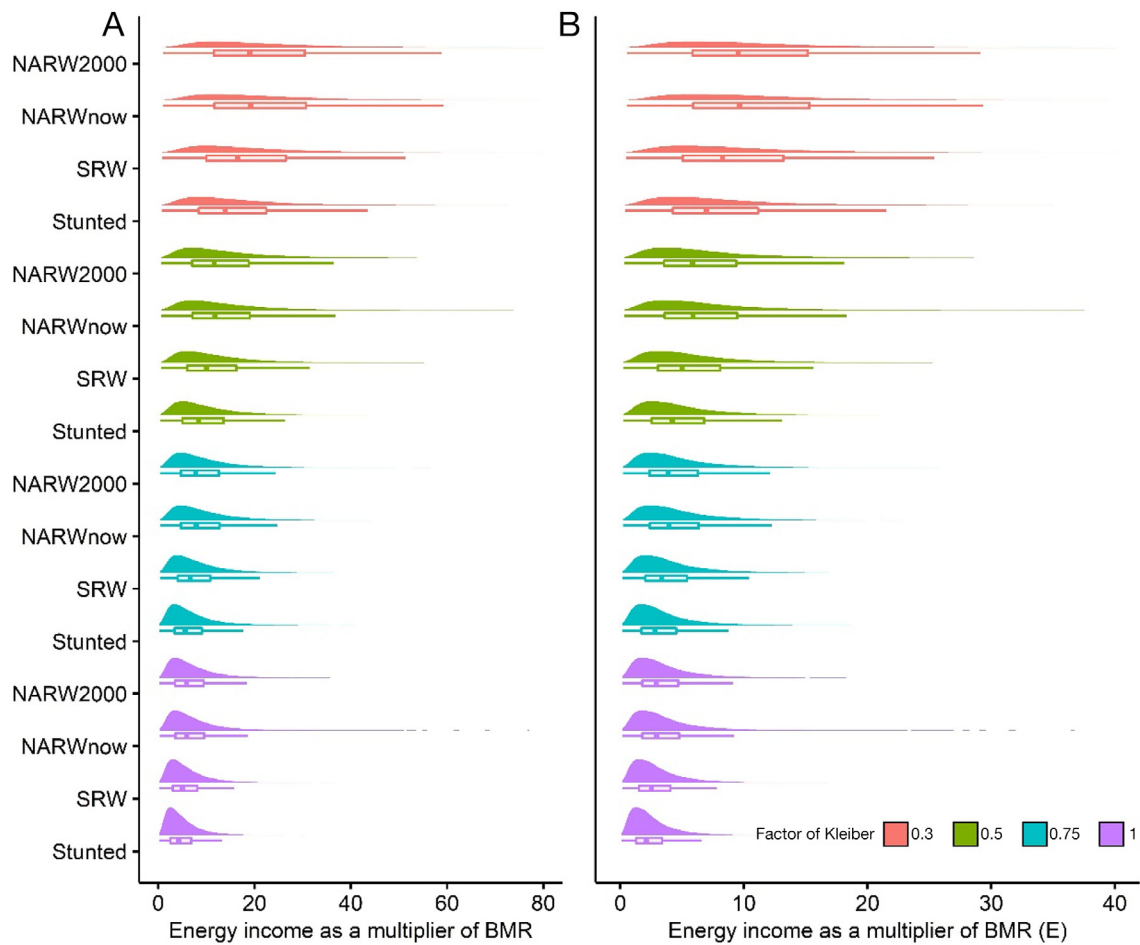 A
B
NARW2000
NARWnow
SRW
Stunted
NARW2000
NARWnow
SRW
Stunted
NARW2000
NARWnow
SRW
Stunted
NARW2000
NARWnow
SRW
Stunted
Factor of Kleiber 0.3 0.5 0.75 1
0 20 40 60 80
0 10 20 30 40
Energy income as a multiplier of BMR
Energy income as a multiplier of BMR (E)